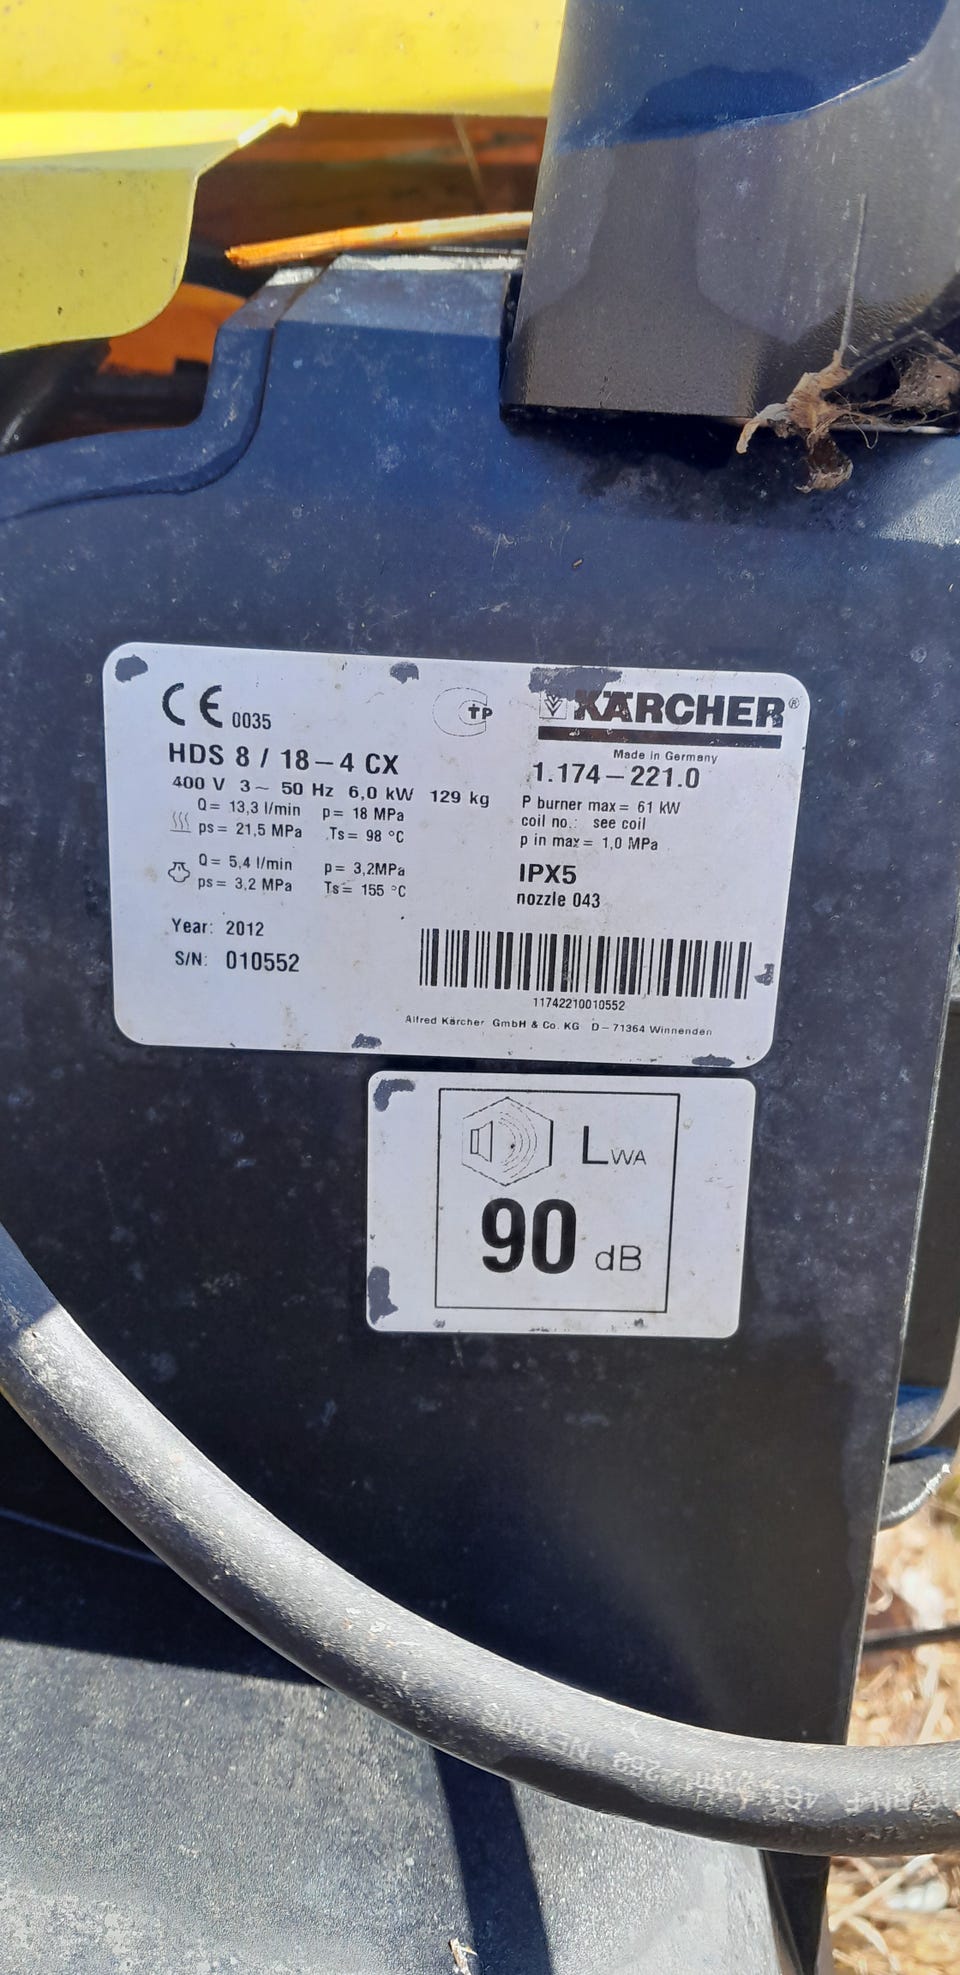 CE 0035
KÄRCHER®
Made in Germany
HDS 8 / 18-4 CX
1.174-221.0
400 V 3~ 50 Hz 6,0 kW 129 kg
Q= 13,3 l/min p= 18 MPa
ps= 21,5 MPa Ts= 98 °C
Q= 5,4 l/min p= 3,2MPa
ps= 3,2 MPa Ts= 155 °C
P burner max= 61 kW
coil no.: see coil
p in max= 1,0 MPa
IPX5
nozzle 043
Year: 2012
S/N: 010552
11742210010552
Alfred Kärcher GmbH & Co. KG D-71364 Winnenden
LWA
90 dB